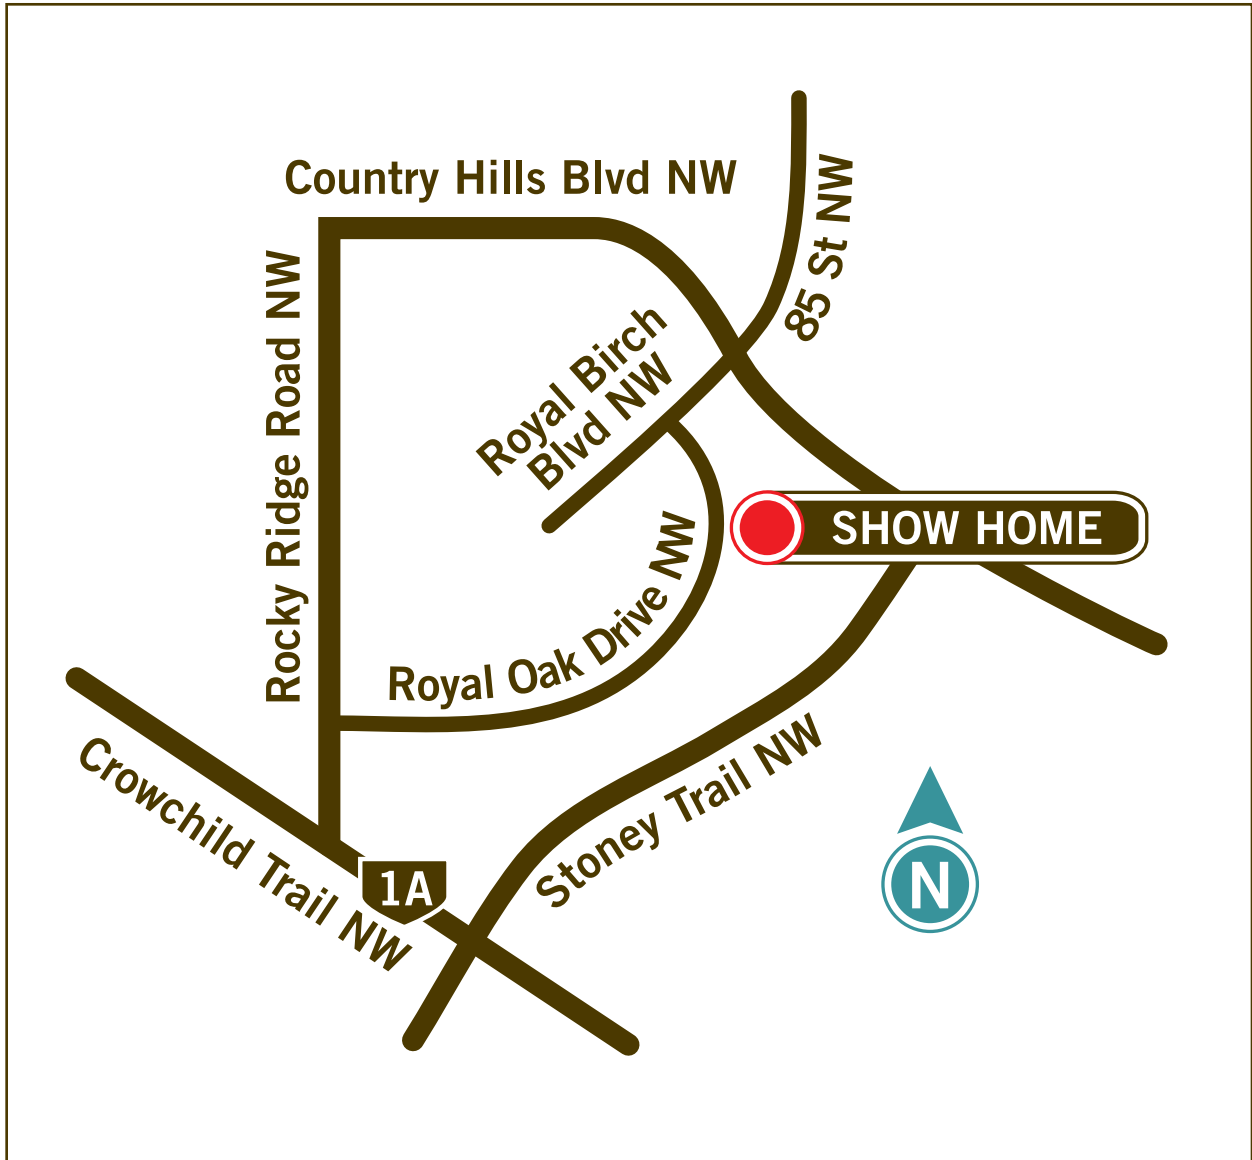 Country Hills Blvd NW
85 St NW
Rocky Ridge Road NW
Royal Birch
Blvd NW
SHOW HOME
Royal Oak Drive NW
Crowchild Trail NW
1A
Stoney Trail NW
N